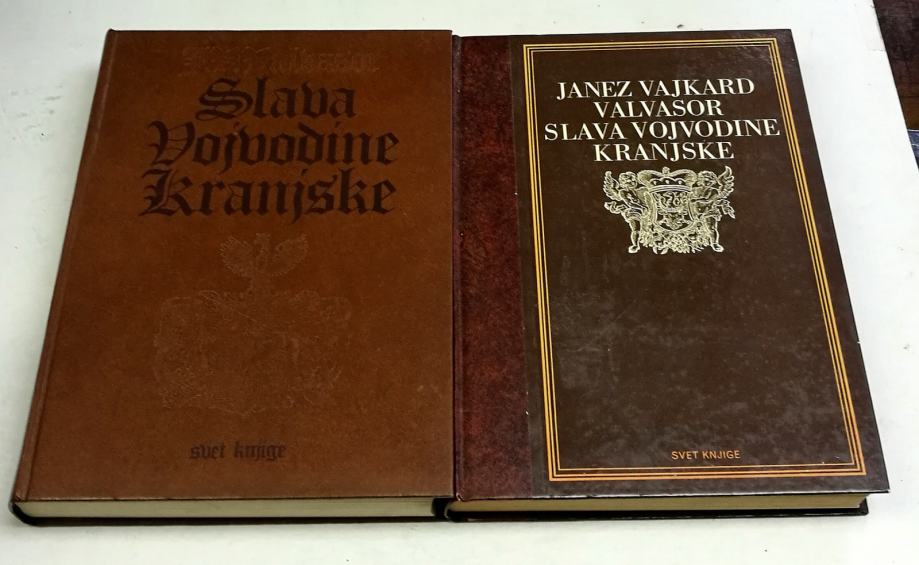 Slava
Vojvodine
Kranjske
svet knjige
JANEZ VAJKARD
VALVASOR
SLAVA VOJVODINE
KRANJSKE
SVET KNJIGE